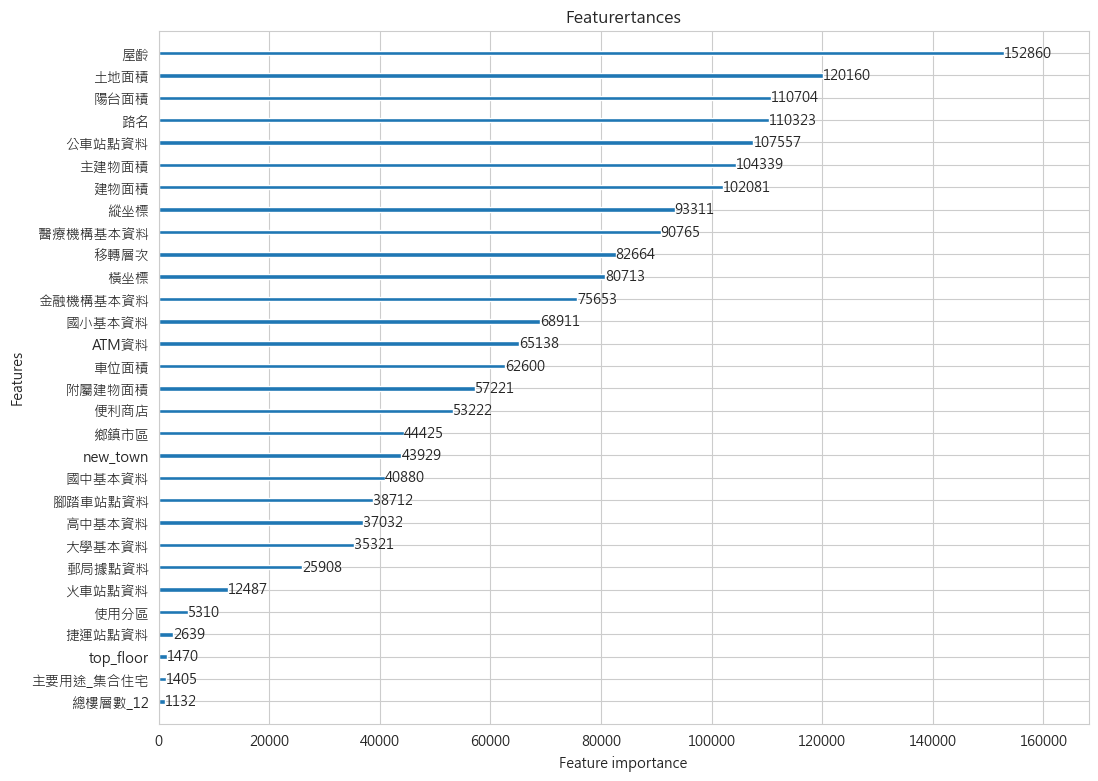 Featurertances
Features
屋齡 152860
土地面積 120160
陽台面積 110704
路名 110323
公車站點資料 107557
主建物面積 104339
建物面積 102081
縱坐標 93311
醫療機構基本資料 90765
移轉層次 82664
橫坐標 80713
金融機構基本資料 75653
國小基本資料 68911
ATM資料 65138
車位面積 62600
附屬建物面積 57221
便利商店 53222
鄉鎮市區 44425
new_town 43929
國中基本資料 40880
腳踏車站點資料 38712
高中基本資料 37032
大學基本資料 35321
郵局據點資料 25908
火車站點資料 12487
使用分區 5310
捷運站點資料 2639
top_floor 1470
主要用途_集合住宅 1405
總樓層數_12 1132
0 20000 40000 60000 80000 100000 120000 140000 160000
Feature importance